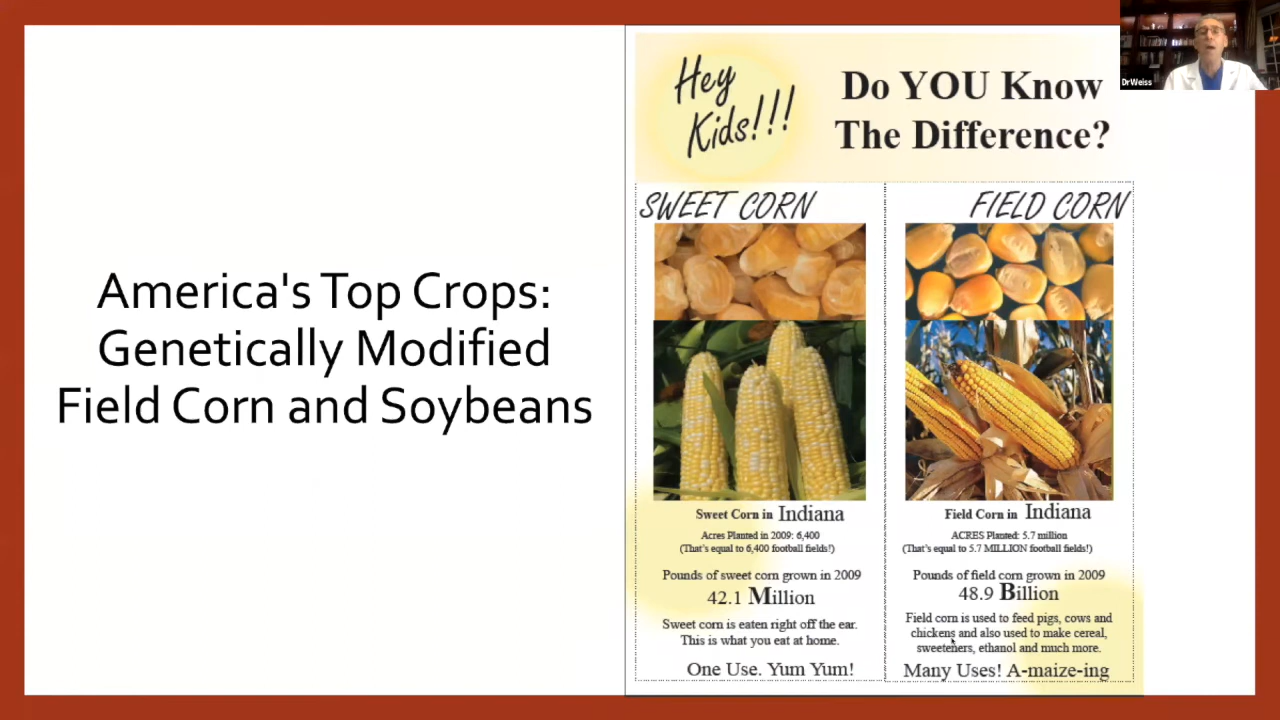 America's Top Crops:
Genetically Modified
Field Corn and Soybeans
Hey
Kids!!!
Do YOU Know
The Difference?
SWEET CORN
Sweet Corn in Indiana
Acres Planted in 2009: 6,400
(That's equal to 6,400 football fields!)
Pounds of sweet corn grown in 2009
42.1 Million
Sweet corn is eaten right off the ear.
This is what you eat at home.
One Use. Yum Yum!
FIELD CORN
Field Corn in Indiana
ACRES Planted: 5.7 million
(That's equal to 5.7 MILLION football fields!)
Pounds of field corn grown in 2009
48.9 Billion
Field corn is used to feed pigs, cows and
chickens and also used to make cereal,
sweeteners, ethanol and much more.
Many Uses! A-maize-ing
DrWeiss